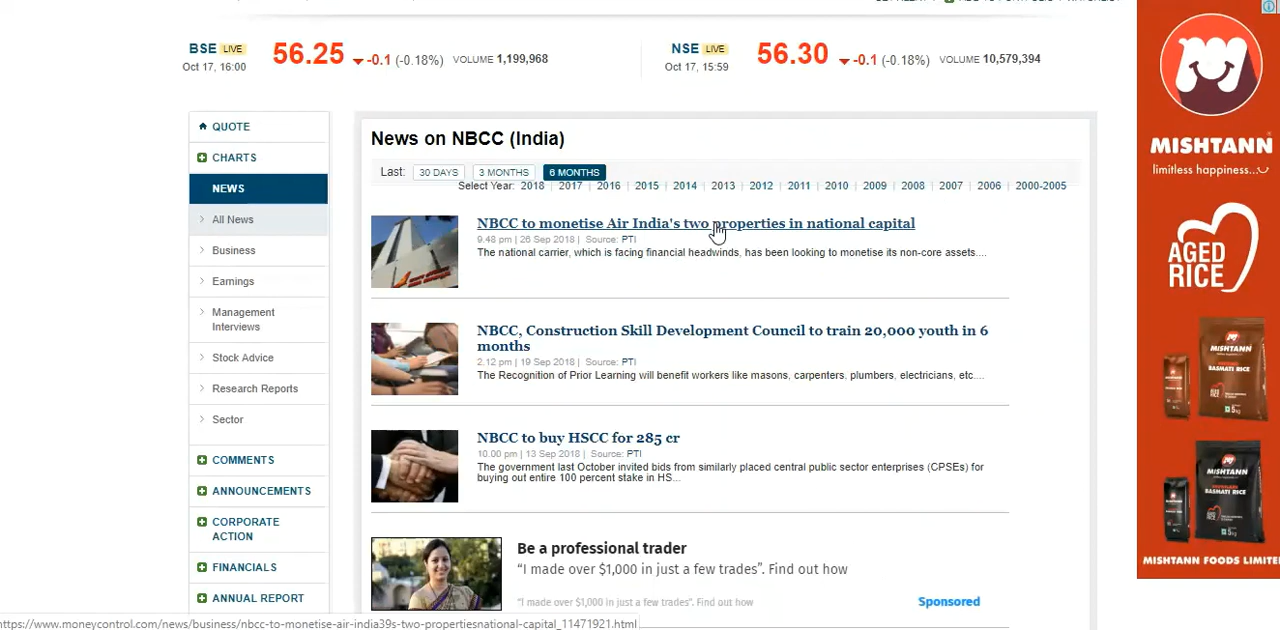 BSE LIVE 56.25 -0.1 (-0.18%) VOLUME 1,199,968
Oct 17, 16:00
NSE LIVE 56.30 -0.1 (-0.18%) VOLUME 10,579,394
Oct 17, 15:59
QUOTE
CHARTS
NEWS
All News
Business
Earnings
Management
Interviews
Stock Advice
Research Reports
Sector
COMMENTS
ANNOUNCEMENTS
CORPORATE
ACTION
FINANCIALS
ANNUAL REPORT
News on NBCC (India)
Last: 30 DAYS 3 MONTHS 6 MONTHS
Select Year: 2018 | 2017 | 2016 | 2015 | 2014 | 2013 | 2012 | 2011 | 2010 | 2009 | 2008 | 2007 | 2006 | 2000-2005
NBCC to monetise Air India's two properties in national capital
9.48 pm | 26 Sep 2018 | Source: PTI
The national carrier, which is facing financial headwinds, has been looking to monetise its non-core assets....
NBCC, Construction Skill Development Council to train 20,000 youth in 6
months
2.12 pm | 19 Sep 2018 | Source: PTI
The Recognition of Prior Learning will benefit workers like masons, carpenters, plumbers, electricians, etc....
NBCC to buy HSCC for 285 cr
10.00 pm | 13 Sep 2018 | Source: PTI
The government last October invited bids from similarly placed central public sector enterprises (CPSEs) for
buying out entire 100 percent stake in HS...
Be a professional trader
“I made over $1,000 in just a few trades”. Find out how
“I made over $1,000 in just a few trades”. Find out how
Sponsored
MISHTANN
limitless happiness...
AGED
RICE
MISHTANN
BASMATI RICE
5kg
MISHTANN
BASMATI RICE
5kg
MISHTANN FOODS LIMITE
https://www.moneycontrol.com/news/business/nbcc-to-monetise-air-india39s-two-propertiesnational-capital_11471921.html